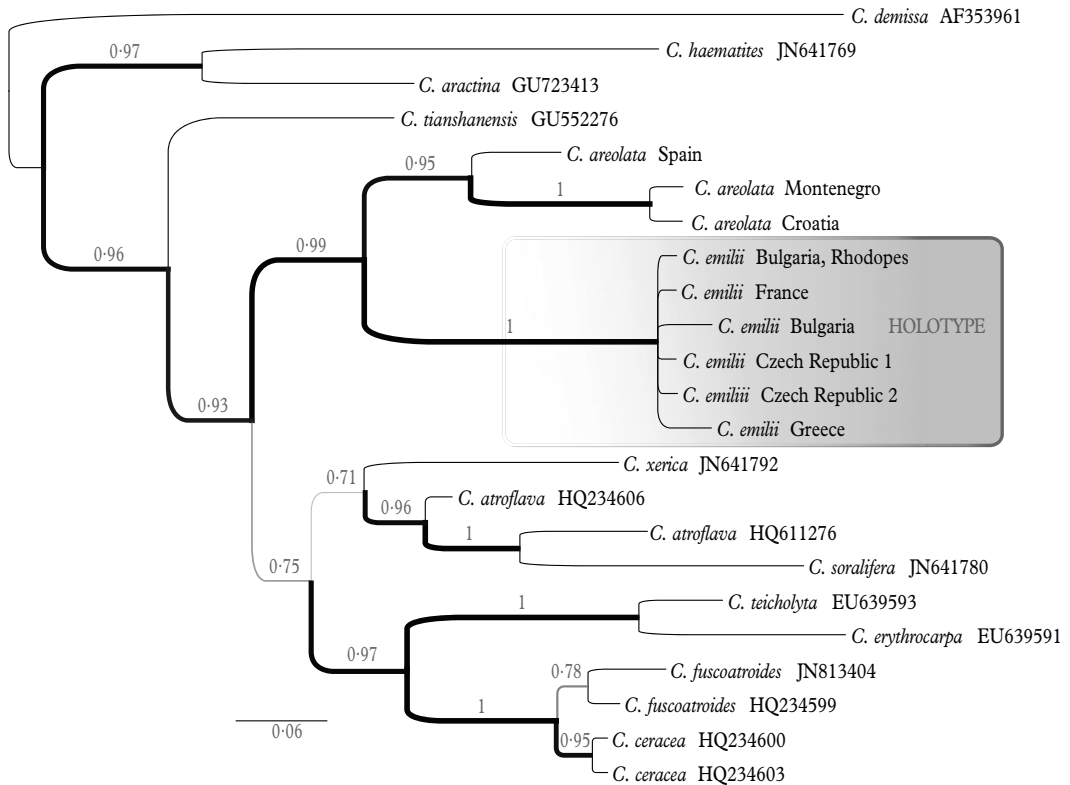 C. demissa AF353961
0·97
C. haematites JN641769
C. aractina GU723413
C. tianshanensis GU552276
0·95
C. areolata Spain
1
C. areolata Montenegro
C. areolata Croatia
0·96
0·99
C. emilii Bulgaria, Rhodopes
C. emilii France
1
C. emilii Bulgaria HOLOTYPE
C. emilii Czech Republic 1
C. emiliii Czech Republic 2
0·93
C. emilii Greece
C. xerica JN641792
0·71
C. atroflava HQ234606
0·96
1
C. atroflava HQ611276
C. soralifera JN641780
0·75
1
C. teicholyta EU639593
C. erythrocarpa EU639591
0·97
0·78
C. fuscoatroides JN813404
C. fuscoatroides HQ234599
1
0·06
0·95
C. ceracea HQ234600
C. ceracea HQ234603